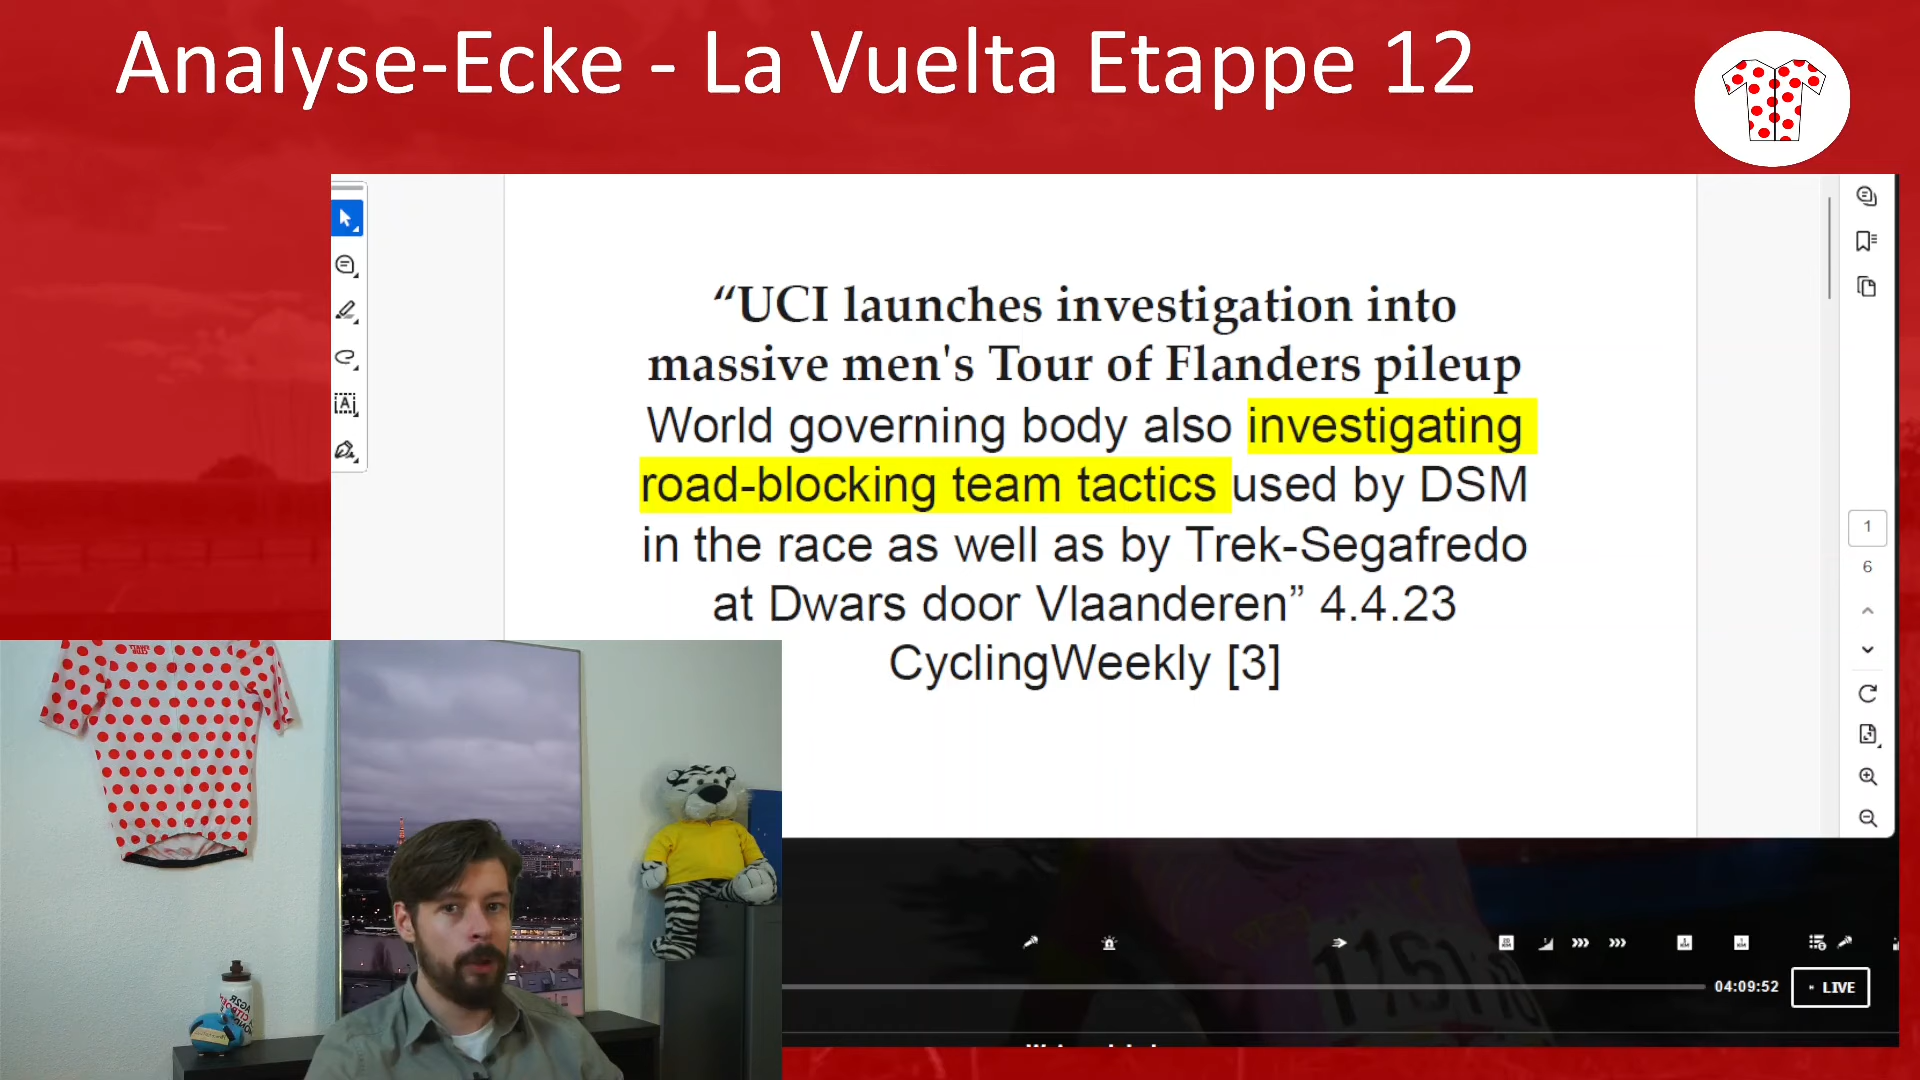 Analyse-Ecke - La Vuelta Etappe 12
“UCI launches investigation into
massive men's Tour of Flanders pileup
World governing body also investigating
road-blocking team tactics used by DSM
in the race as well as by Trek-Segafredo
at Dwars door Vlaanderen” 4.4.23
CyclingWeekly [3]
1
6
04:09:52
LIVE